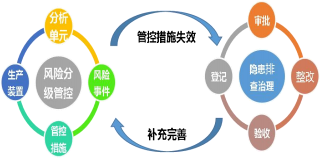 分析
单元
生产
装置
风险分
级管控
风险
事件
管控
措施
管控措施失效
补充完善
审批
登记
隐患排
查治理
整改
验收